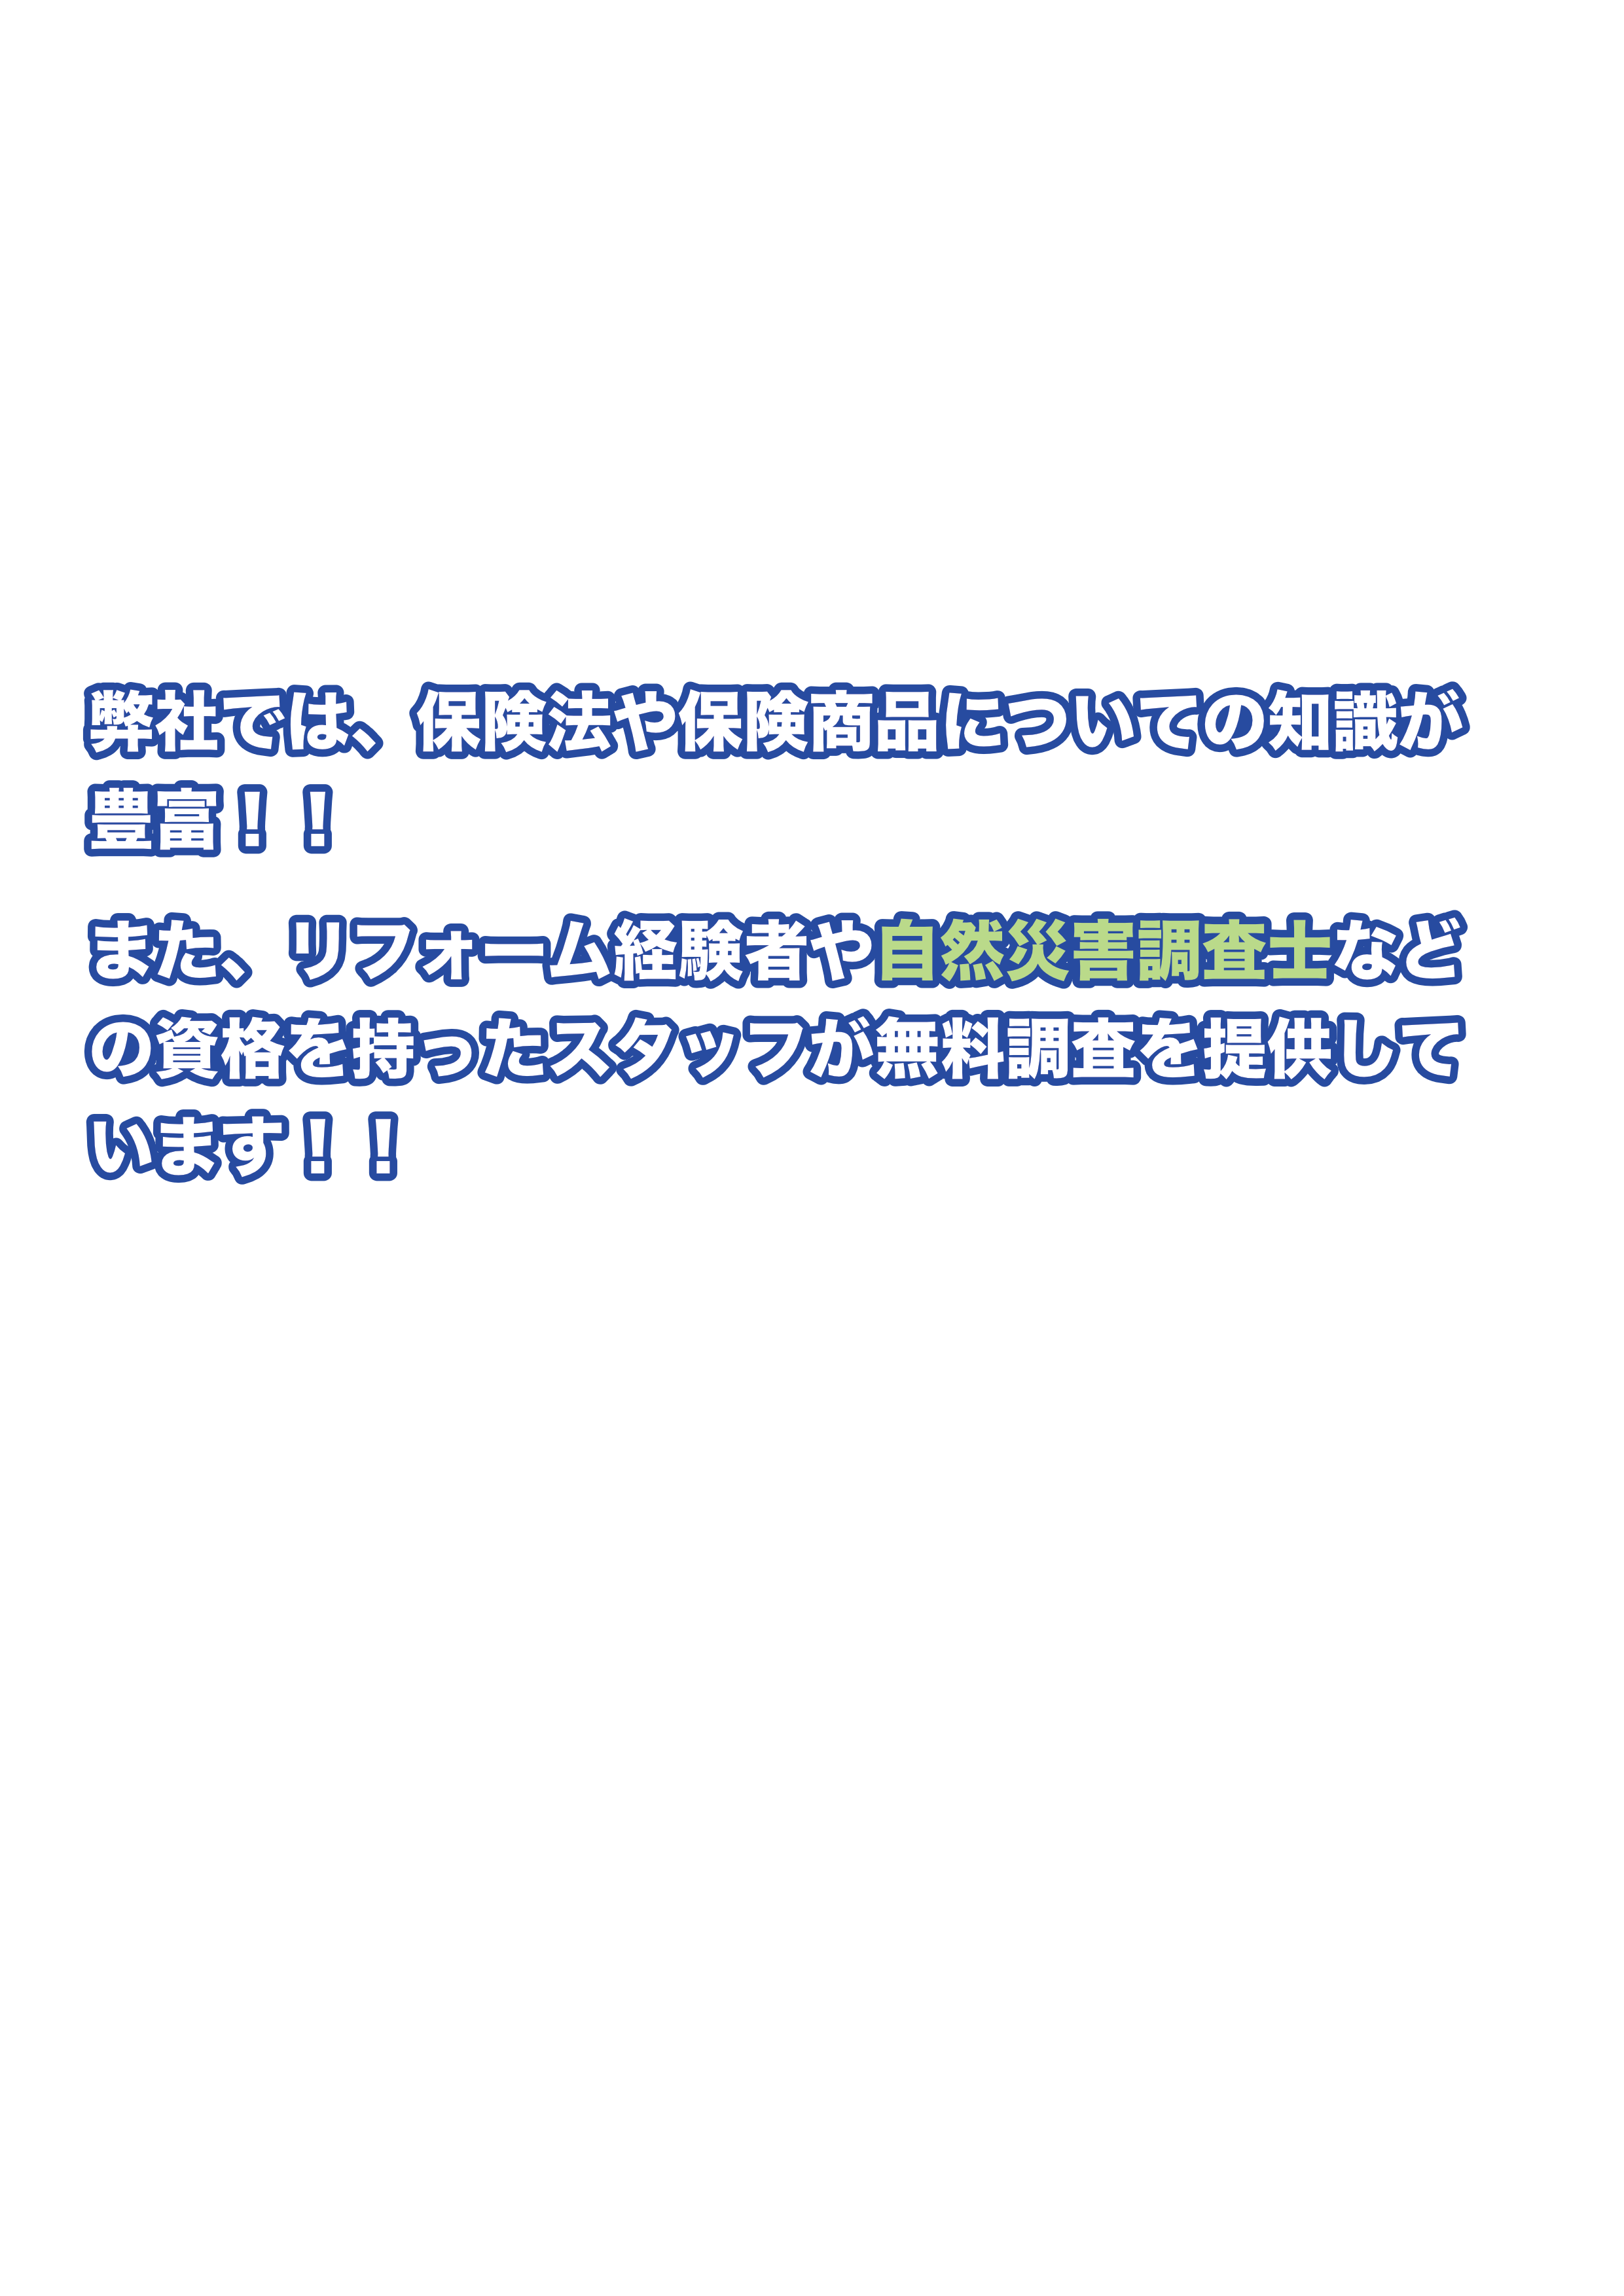 弊社では、保険法や保険商品についての知識が
豊富！！
また、リフォーム経験者や自然災害調査士など
の資格を持ったスタッフが無料調査を提供して
います！！